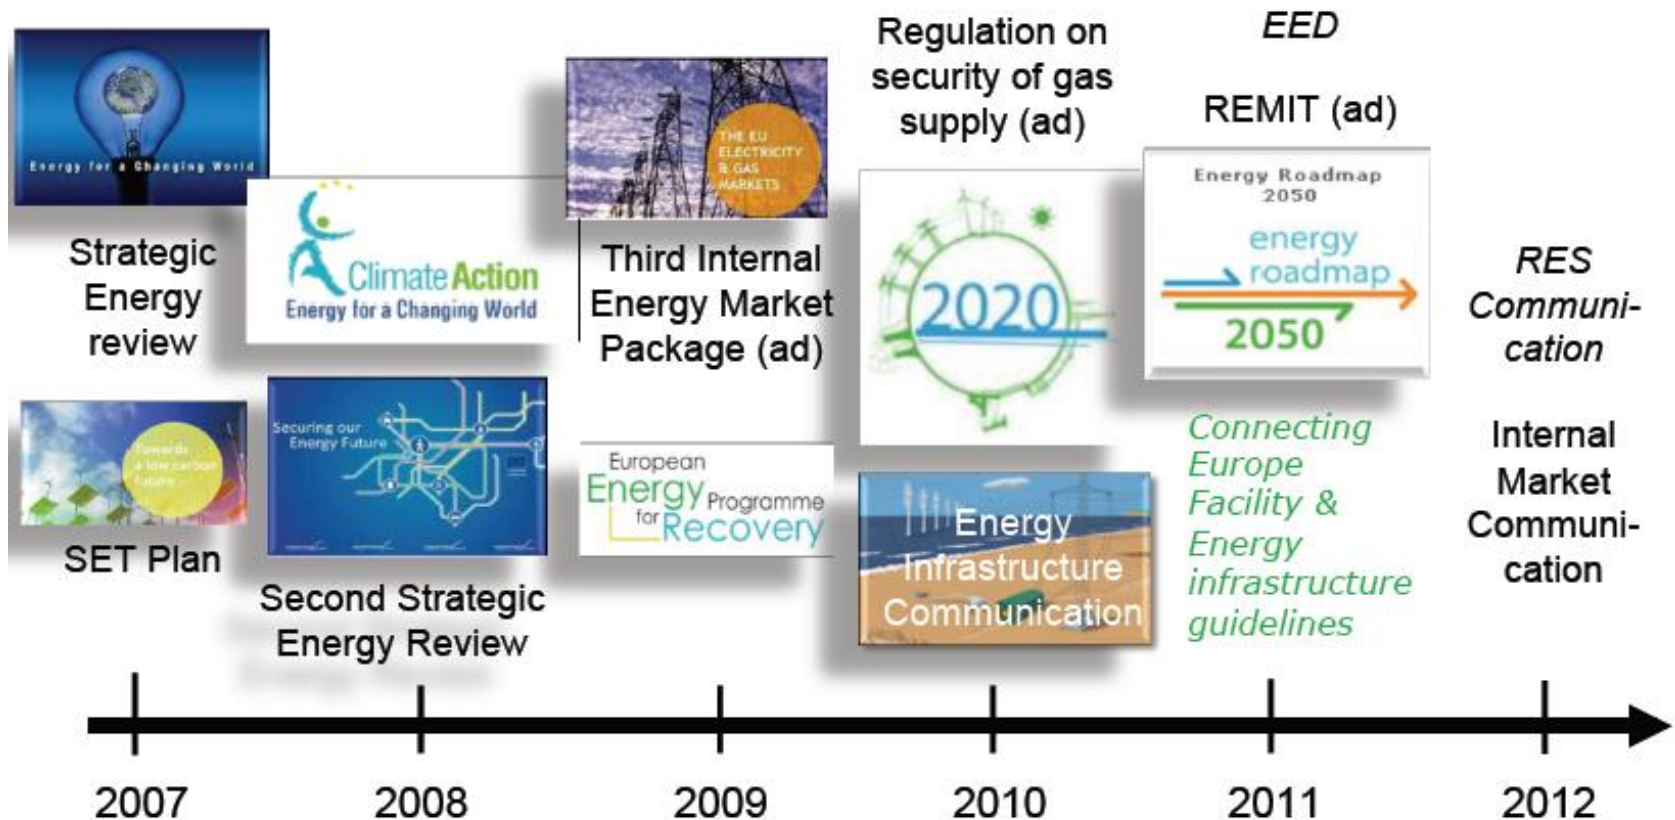 Energy for a Changing World
Strategic
Energy
review
Towards
a low carbon
future
SET Plan
Climate Action
Energy for a Changing World
Securing our
Energy Future
Second Strategic
Energy Review
THE EU
ELECTRICITY
& GAS
MARKETS
Third Internal
Energy Market
Package (ad)
European
Energy Programme
for Recovery
Regulation on
security of gas
supply (ad)
2020
Energy
Infrastructure
Communication
EED
REMIT (ad)
Energy Roadmap
2050
energy
roadmap
2050
Connecting
Europe
Facility &
Energy
infrastructure
guidelines
RES
Communi-
cation
Internal
Market
Communi-
cation
2007
2008
2009
2010
2011
2012